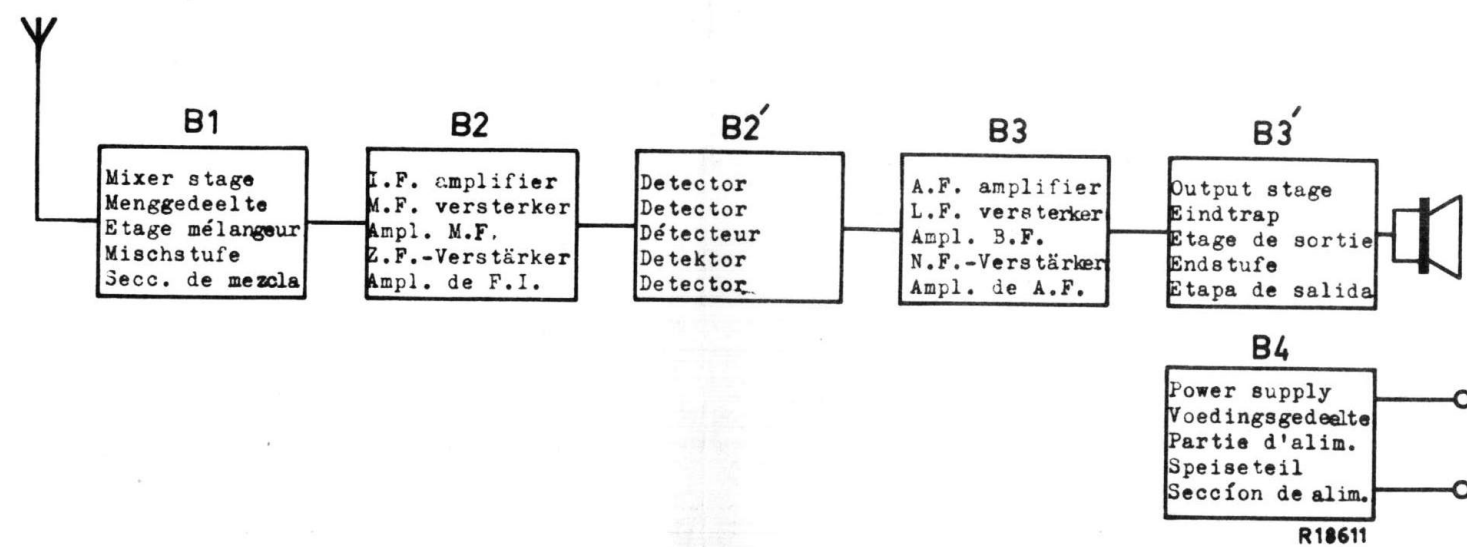 B1
Mixer stage
Menggedeelte
Etage mélangeur
Mischstufe
Secc. de mezcla
B2
I.F. amplifier
M.F. versterker
Ampl. M.F.
Z.F.-Verstärker
Ampl. de F.I.
B2′
Detector
Detector
Détecteur
Detektor
Detector
B3
A.F. amplifier
L.F. versterker
Ampl. B.F.
N.F.-Verstärker
Ampl. de A.F.
B3′
Output stage
Eindtrap
Etage de sortie
Endstufe
Etapa de salida
B4
Power supply
Voedingsgedeelte
Partie d'alim.
Speiseteil
Seccíon de alim.
R18611